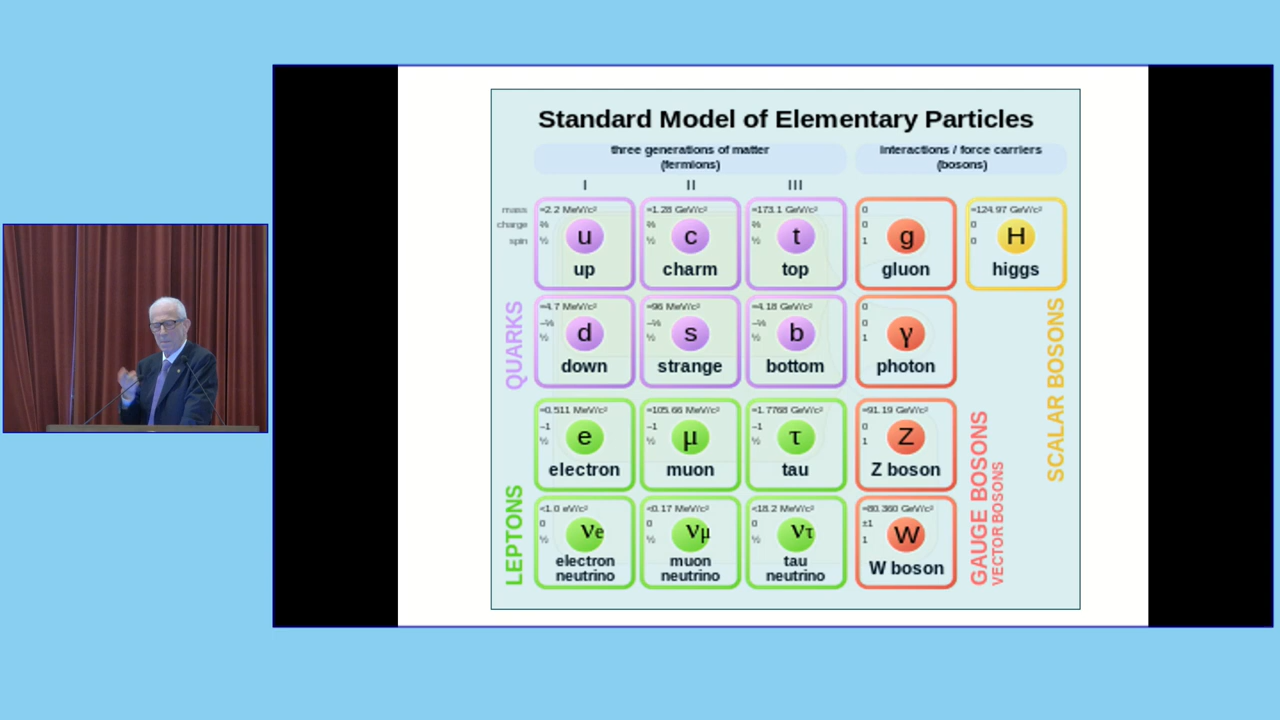 Standard Model of Elementary Particles
three generations of matter
(fermions)
interactions / force carriers
(bosons)
I
II
III
mass
charge
spin
≈2.2 MeV/c²
⅔
½
u
up
≈1.28 GeV/c²
⅔
½
c
charm
≈173.1 GeV/c²
⅔
½
t
top
0
0
1
g
gluon
≈124.97 GeV/c²
0
0
H
higgs
QUARKS
≈4.7 MeV/c²
−⅓
½
d
down
≈96 MeV/c²
−⅓
½
s
strange
≈4.18 GeV/c²
−⅓
½
b
bottom
0
0
1
γ
photon
SCALAR BOSONS
LEPTONS
≈0.511 MeV/c²
−1
½
e
electron
≈105.66 MeV/c²
−1
½
μ
muon
≈1.7768 GeV/c²
−1
½
τ
tau
≈91.19 GeV/c²
0
1
Z
Z boson
GAUGE BOSONS
VECTOR BOSONS
<1.0 eV/c²
0
½
νe
electron
neutrino
<0.17 MeV/c²
0
½
νμ
muon
neutrino
<18.2 MeV/c²
0
½
ντ
tau
neutrino
≈80.360 GeV/c²
±1
1
W
W boson